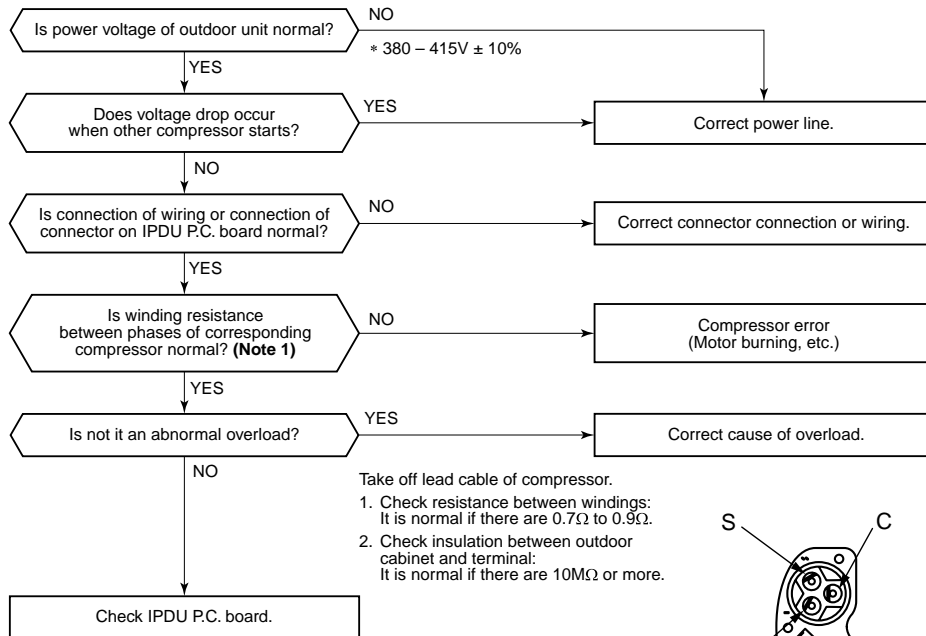 Is power voltage of outdoor unit normal?
NO
∗ 380 – 415V ± 10%
YES
Does voltage drop occur
when other compressor starts?
YES
Correct power line.
NO
Is connection of wiring or connection of
connector on IPDU P.C. board normal?
NO
Correct connector connection or wiring.
YES
Is winding resistance
between phases of corresponding
compressor normal? (Note 1)
NO
Compressor error
(Motor burning, etc.)
YES
Is not it an abnormal overload?
YES
Correct cause of overload.
NO
Take off lead cable of compressor.
1. Check resistance between windings:
It is normal if there are 0.7Ω to 0.9Ω.
2. Check insulation between outdoor
cabinet and terminal:
It is normal if there are 10MΩ or more.
S
C
Check IPDU P.C. board.